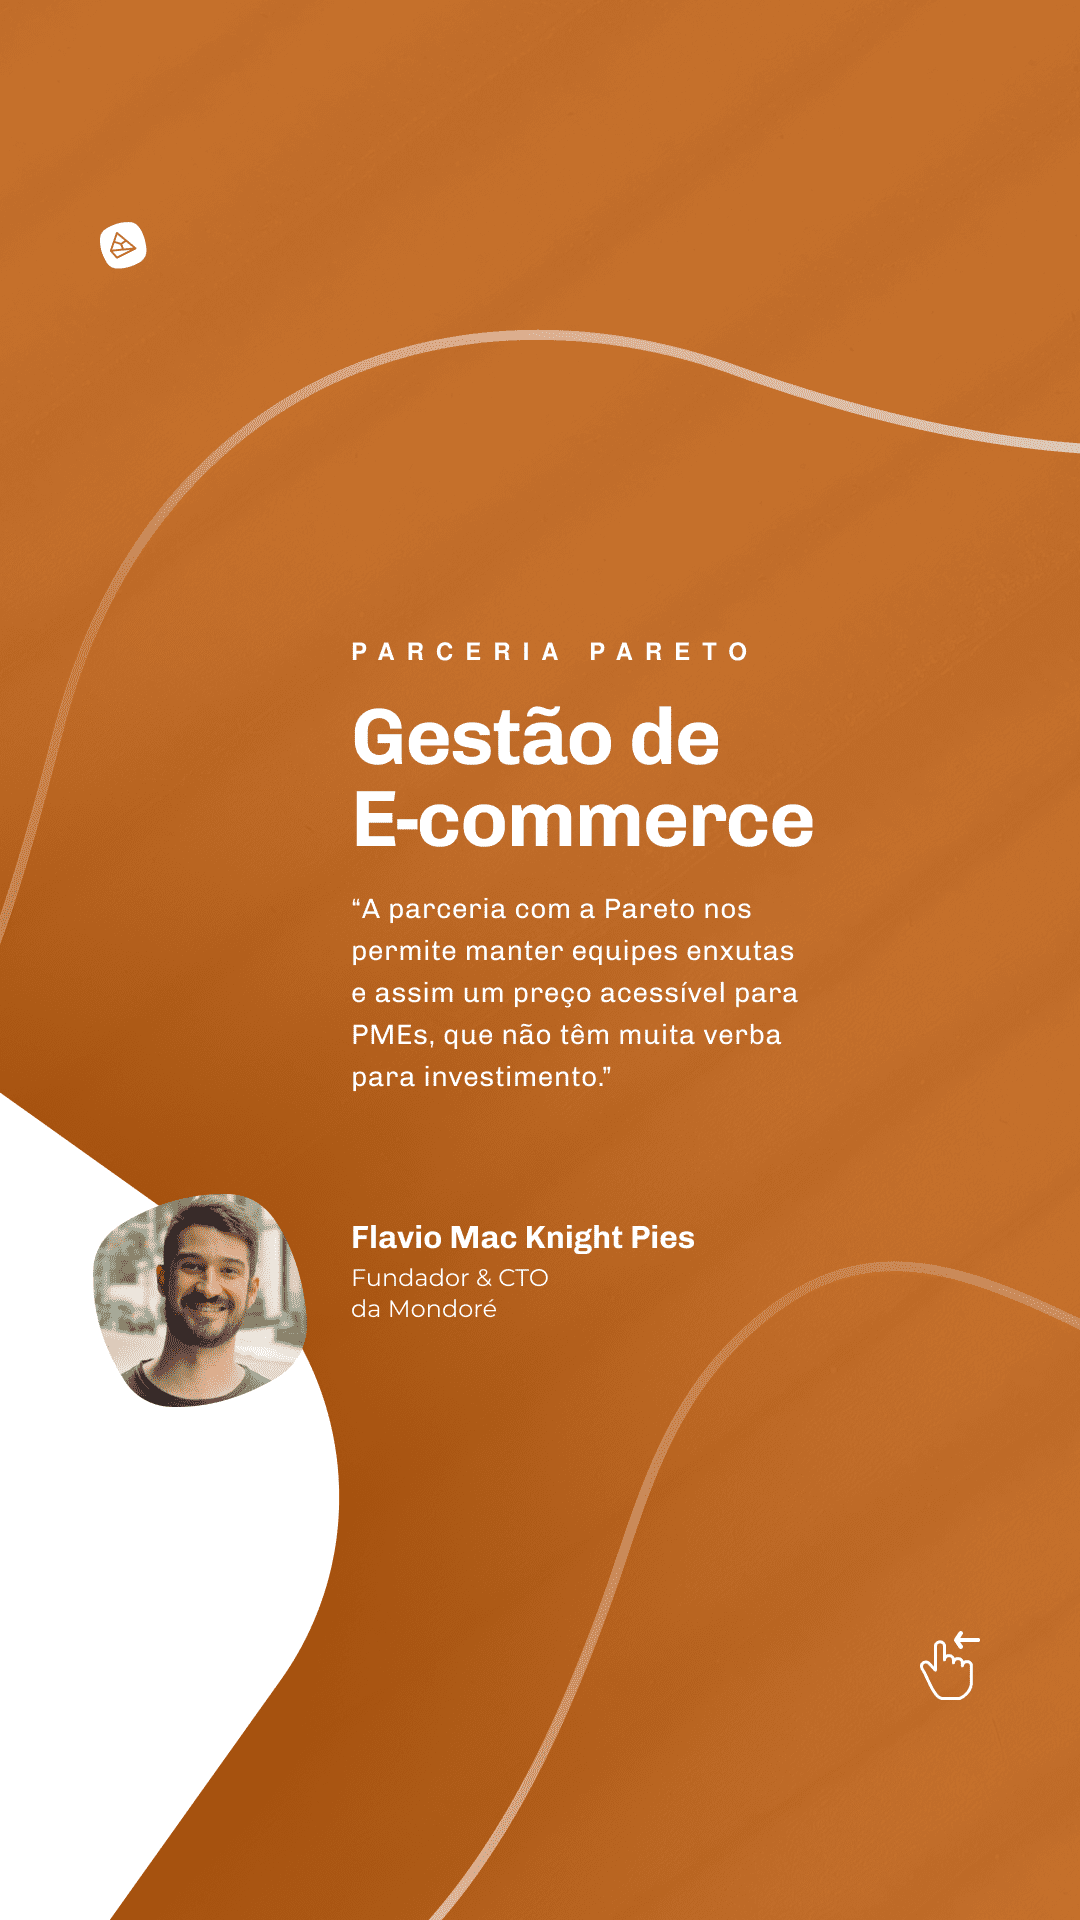 PARCERIA PARETO
Gestão de
E-commerce
“A parceria com a Pareto nos
permite manter equipes enxutas
e assim um preço acessível para
PMEs, que não têm muita verba
para investimento.”
Flavio Mac Knight Pies
Fundador & CTO
da Mondoré